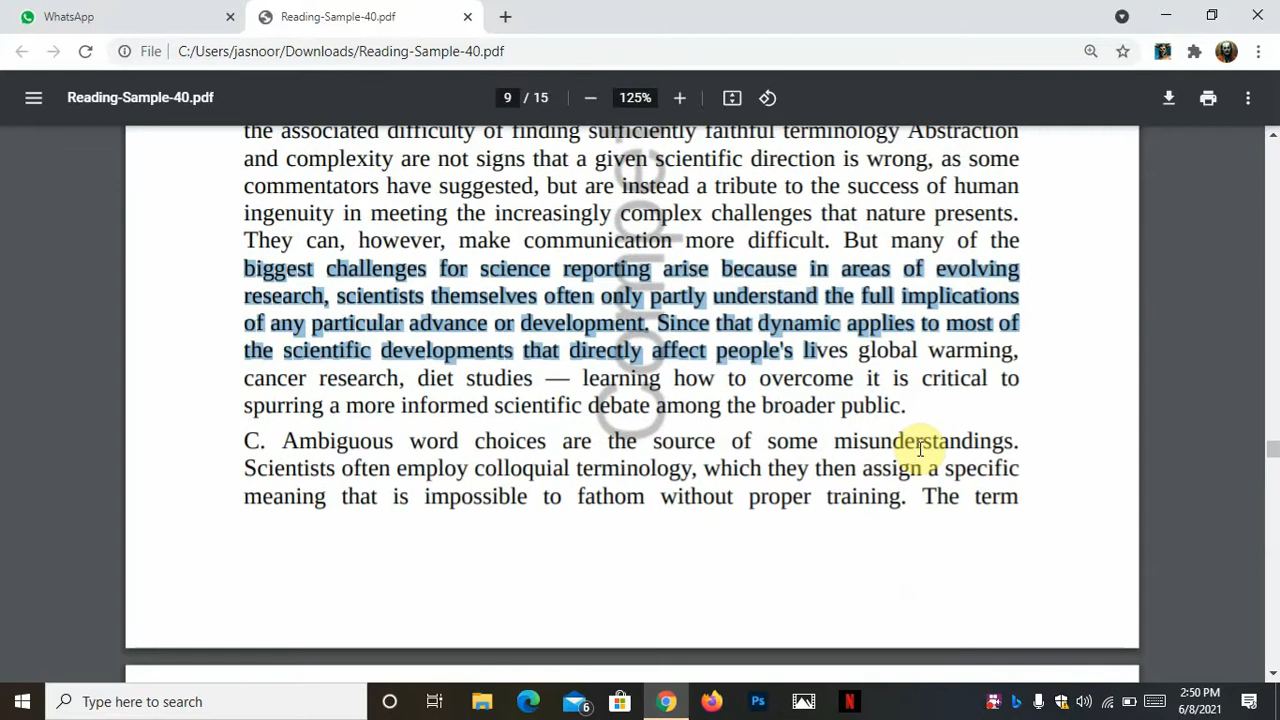 WhatsApp
Reading-Sample-40.pdf
File
C:/Users/jasnoor/Downloads/Reading-Sample-40.pdf
Reading-Sample-40.pdf
9 / 15
125%
the associated difficulty of finding sufficiently faithful terminology Abstraction
and complexity are not signs that a given scientific direction is wrong, as some
commentators have suggested, but are instead a tribute to the success of human
ingenuity in meeting the increasingly complex challenges that nature presents.
They can, however, make communication more difficult. But many of the
biggest challenges for science reporting arise because in areas of evolving
research, scientists themselves often only partly understand the full implications
of any particular advance or development. Since that dynamic applies to most of
the scientific developments that directly affect people's lives global warming,
cancer research, diet studies — learning how to overcome it is critical to
spurring a more informed scientific debate among the broader public.
C. Ambiguous word choices are the source of some misunderstandings.
Scientists often employ colloquial terminology, which they then assign a specific
meaning that is impossible to fathom without proper training. The term
Type here to search
6
Ps
N
2:50 PM
6/8/2021